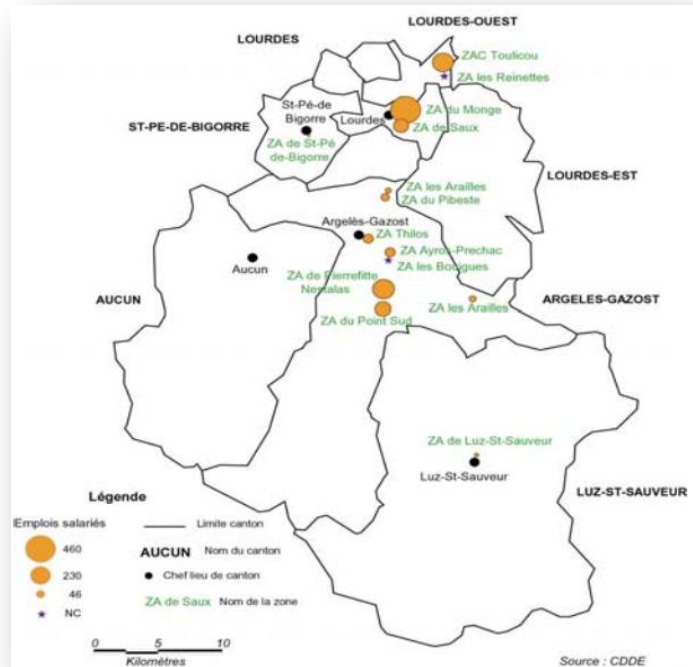 LOURDES-OUEST
LOURDES
ZAC Toulicou
ZA les Reinettes
St-Pé-de
Bigorre
Lourdes
ZA du Monge
ST-PE-DE-BIGORRE
ZA de Saux
ZA de St-Pé
de-Bigorre
LOURDES-EST
ZA les Arailles
ZA du Pibeste
Argelès-Gazost
ZA Thilos
ZA Ayros-Prechac
Aucun
ZA les Bouigues
ZA de Pierrefitte
Nestalas
AUCUN
ZA les Arailles
ARGELES-GAZOST
ZA du Point Sud
ZA de Luz-St-Sauveur
Luz-St-Sauveur
LUZ-ST-SAUVEUR
Légende
Emplois salariés
460
230
46
NC
Limite canton
AUCUN Nom du canton
Chef lieu de canton
ZA de Saux Nom de la zone
0 5 10
Kilomètres
Source : CDDE